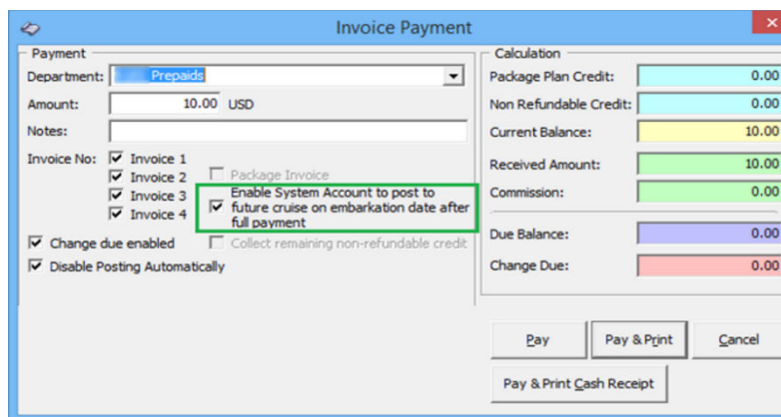 Invoice Payment
Payment
Department: Prepaids
Amount: 10.00 USD
Notes:
Invoice No: Invoice 1
Invoice 2
Invoice 3
Invoice 4
Package Invoice
Enable System Account to post to
future cruise on embarkation date after
full payment
Change due enabled
Collect remaining non-refundable credit
Disable Posting Automatically
Calculation
Package Plan Credit: 0.00
Non Refundable Credit: 0.00
Current Balance: 10.00
Received Amount: 10.00
Commission: 0.00
Due Balance: 0.00
Change Due: 0.00
Pay
Pay & Print
Cancel
Pay & Print Cash Receipt